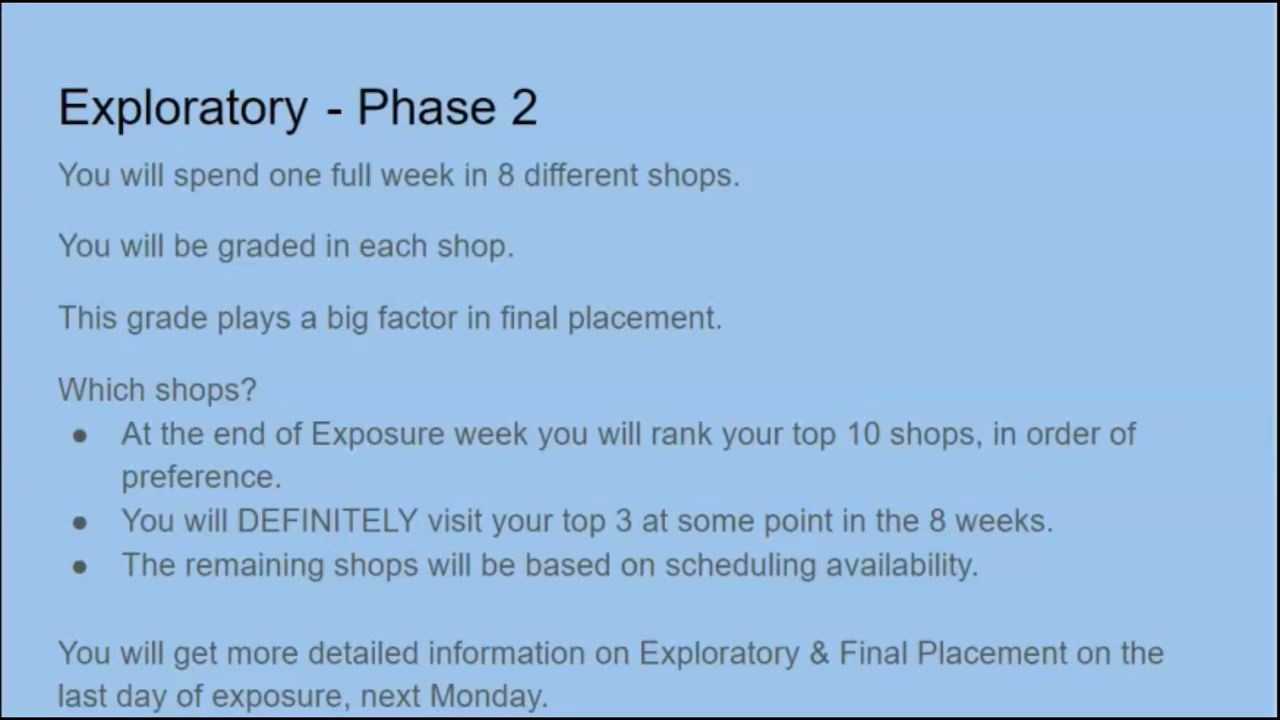 Exploratory - Phase 2
You will spend one full week in 8 different shops.
You will be graded in each shop.
This grade plays a big factor in final placement.
Which shops?
● At the end of Exposure week you will rank your top 10 shops, in order of
preference.
● You will DEFINITELY visit your top 3 at some point in the 8 weeks.
● The remaining shops will be based on scheduling availability.
You will get more detailed information on Exploratory & Final Placement on the
last day of exposure, next Monday.